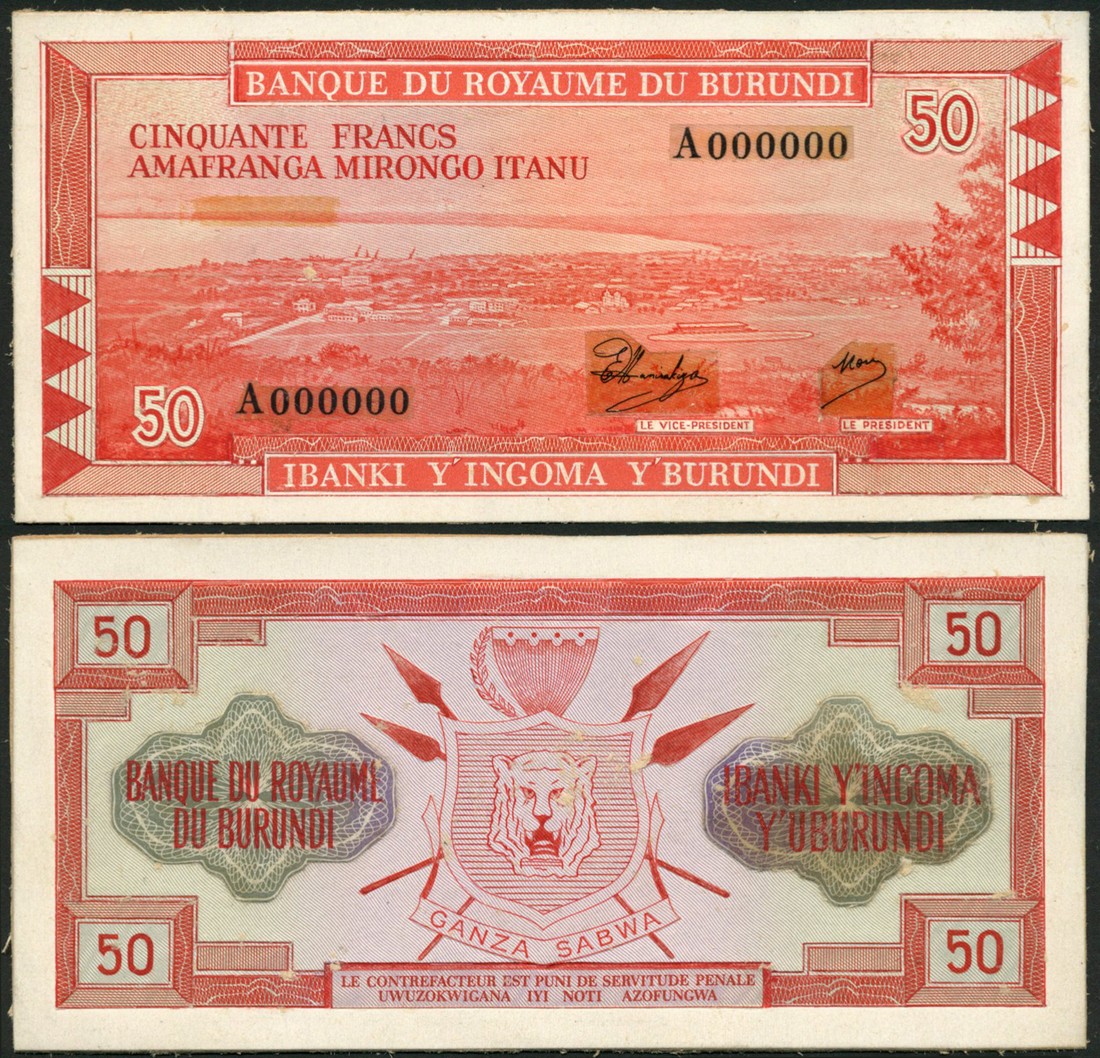 BANQUE DU ROYAUME DU BURUNDI
CINQUANTE FRANCS
AMAFRANGA MIRONGO ITANU
A000000
50
50
A000000
LE VICE-PRESIDENT
LE PRESIDENT
IBANKI Y'INGOMA Y'BURUNDI
50
50
BANQUE DU ROYAUME
DU BURUNDI
IBANKI Y'INGOMA
Y'UBURUNDI
GANZA SABWA
50
50
LE CONTREFACTEUR EST PUNI DE SERVITUDE PENALE
UWUZOKWIGANA IYI NOTI AZOFUNGWA